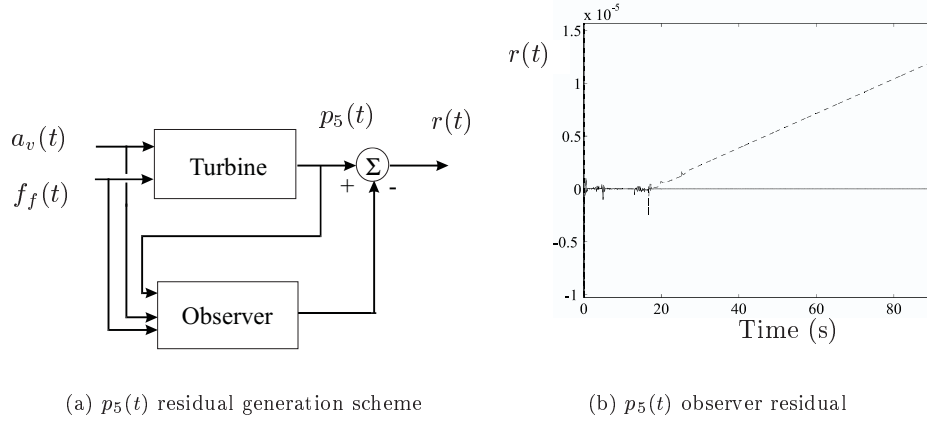 a_v(t)
f_f(t)
Turbine
p_5(t)
r(t)
Σ
+
-
Observer
(a) p_5(t) residual generation scheme
x 10^-5
r(t)
1.5
1
0.5
0
-0.5
-1
0 20 40 60 80
Time (s)
(b) p_5(t) observer residual